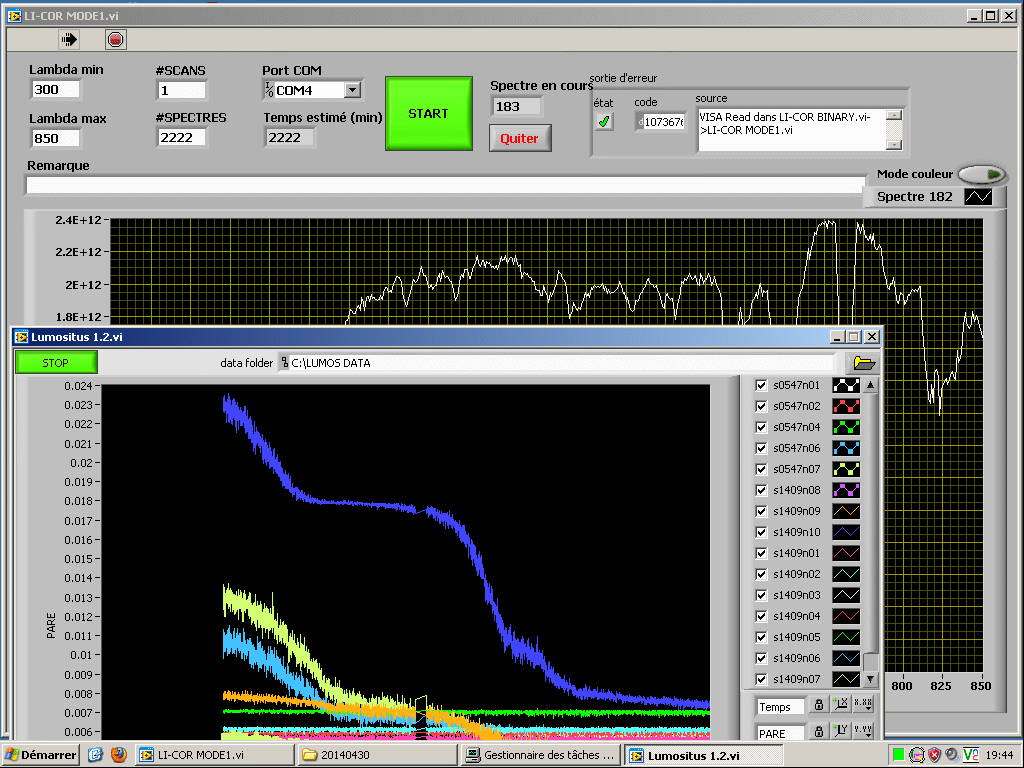 LI-COR MODE1.vi
Lambda min
#SCANS
Port COM
300
1
COM4
Lambda max
#SPECTRES
Temps estimé (min)
850
2222
2222
START
Spectre en cours
183
Quiter
sortie d'erreur
état
code
source
1073676
VISA Read dans LI-COR BINARY.vi-
>LI-COR MODE1.vi
Remarque
Mode couleur
Spectre 182
2.4E+12
2.2E+12
2E+12
1.8E+12
800 825 850
Lumositus 1.2.vi
STOP
data folder
C:\LUMOS DATA
0.024
0.023
0.022
0.021
0.02
0.019
0.018
0.017
0.016
0.015
0.014
0.013
0.012
0.011
0.01
0.009
0.008
0.007
0.006
PARE
s0547n01
s0547n02
s0547n04
s0547n06
s0547n07
s1409n08
s1409n09
s1409n10
s1409n01
s1409n02
s1409n03
s1409n04
s1409n05
s1409n06
s1409n07
Temps
PARE
Démarrer
LI-COR MODE1.vi
20140430
Gestionnaire des tâches ...
Lumositus 1.2.vi
19:44